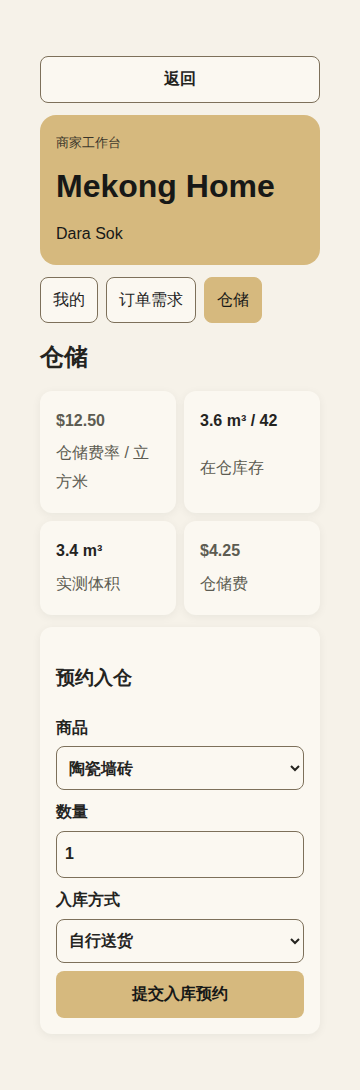 返回
商家工作台
Mekong Home
Dara Sok
我的
订单需求
仓储
仓储
$12.50
仓储费率 / 立
方米
3.6 m³ / 42
在仓库存
3.4 m³
实测体积
$4.25
仓储费
预约入仓
商品
陶瓷墙砖
数量
1
入库方式
自行送货
提交入库预约